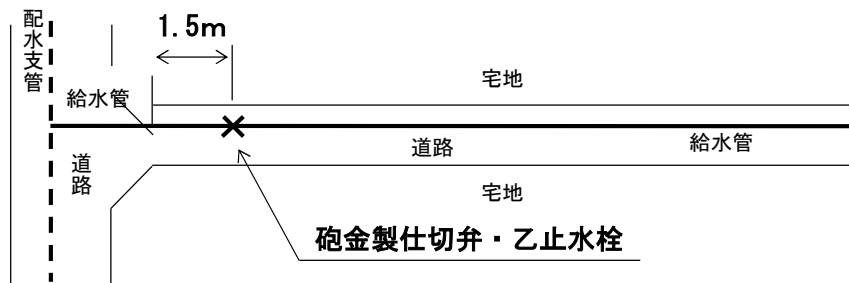 配水支管
1.5m
宅地
給水管
道路
給水管
道路
宅地
砲金製仕切弁・乙止水栓